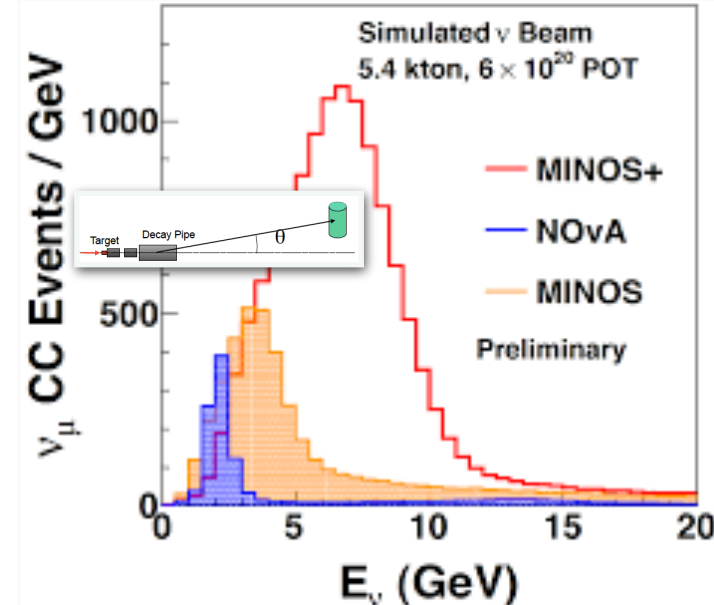 Simulated ν Beam
5.4 kton, 6 × 10²⁰ POT
ν_μ CC Events / GeV
1000
500
0
MINOS+
NOνA
MINOS
Preliminary
Target
Decay Pipe
θ
0 5 10 15 20
E_ν (GeV)